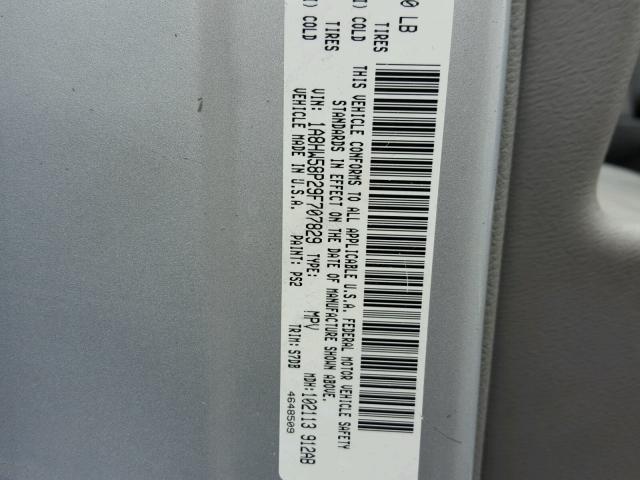 0 LB
TIRES
TIRES
I) COLD
I) COLD
THIS VEHICLE CONFORMS TO ALL APPLICABLE U.S.A. FEDERAL MOTOR VEHICLE SAFETY
STANDARDS IN EFFECT ON THE DATE OF MANUFACTURE SHOWN ABOVE.
VIN: 1A8HW58P29F707829 TYPE: MPV MDH:102113 912AB
VEHICLE MADE IN U.S.A. PAINT: PS2 TRIM: S7DB 4648509